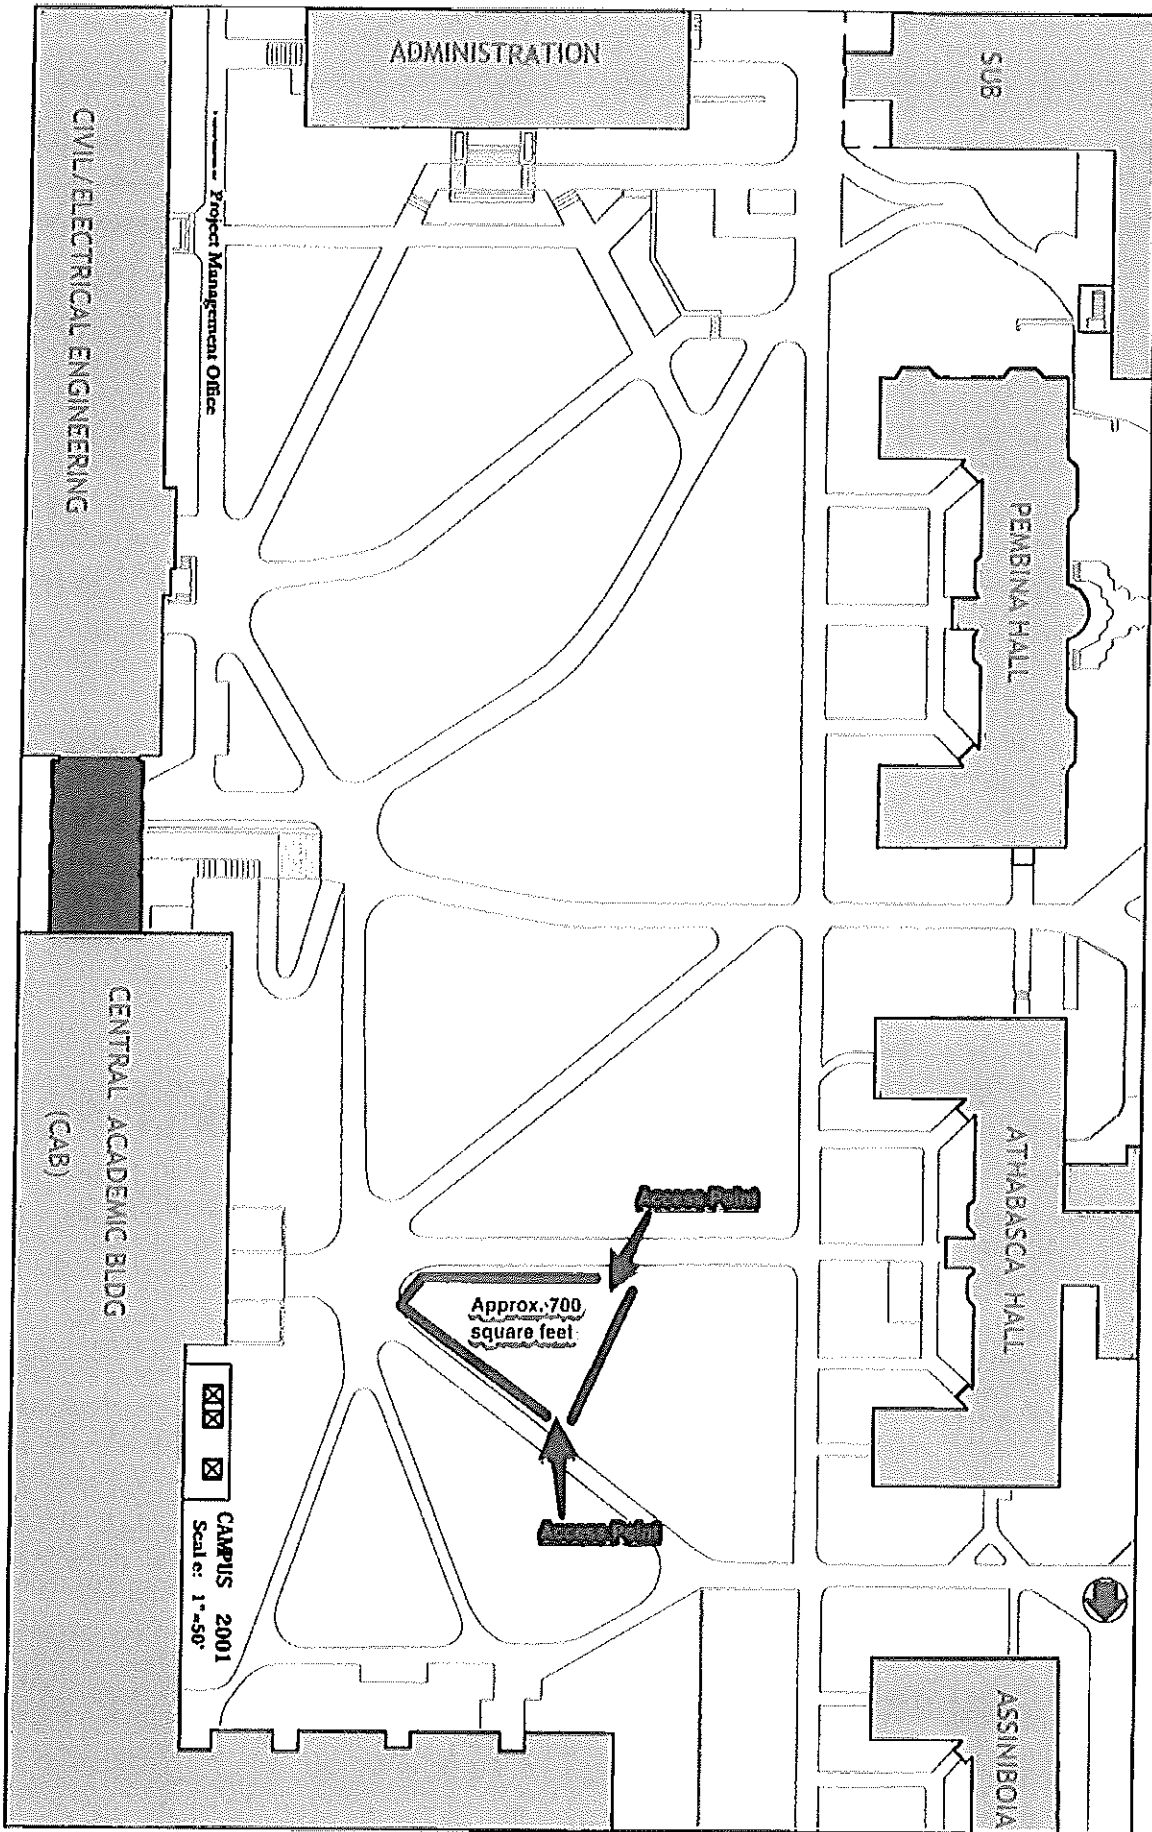 ADMINISTRATION
SUB
CIVIL/ELECTRICAL ENGINEERING
Project Management Office
PEMBINA HALL
CENTRAL ACADEMIC BLDG
(CAB)
ATHABASCA HALL
Access Point
Approx. 700
square feet
Access Point
CAMPUS 2001
Scale: 1"=50'
ASSINIBOIA